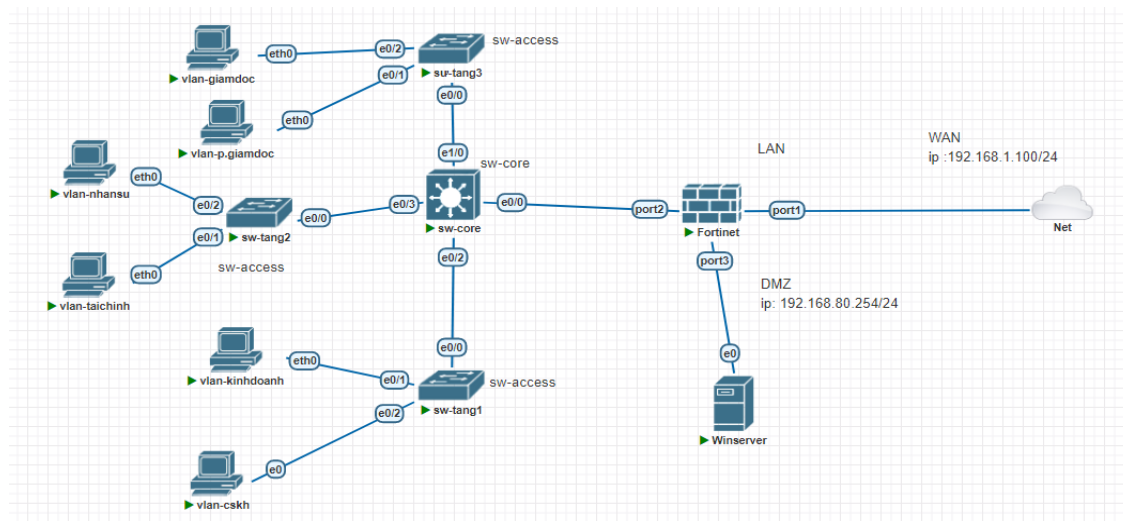 sw-access
e0/2
eth0
vlan-giamdoc
e0/1
sư-tang3
e0/0
eth0
vlan-p.giamdoc
e1/0
sw-core
LAN
WAN
ip :192.168.1.100/24
eth0
vlan-nhansu
e0/2
e0/0
e0/3
e0/0
port2
port1
Net
sw-core
Fortinet
e0/1
sw-tang2
e0/2
port3
eth0
sw-access
vlan-taichinh
DMZ
ip: 192.168.80.254/24
e0/0
e0
eth0
e0/1
sw-access
vlan-kinhdoanh
e0/2
sw-tang1
Winserver
e0
vlan-cskh